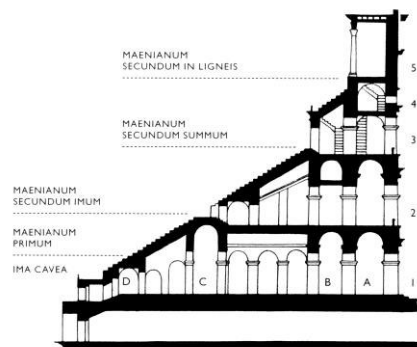 MAENIANUM
SECUNDUM IN LIGNEIS
MAENIANUM
SECUNDUM SUMMUM
MAENIANUM
SECUNDUM IMUM
MAENIANUM
PRIMUM
IMA CAVEA
5
4
3
2
1
D
C
B
A